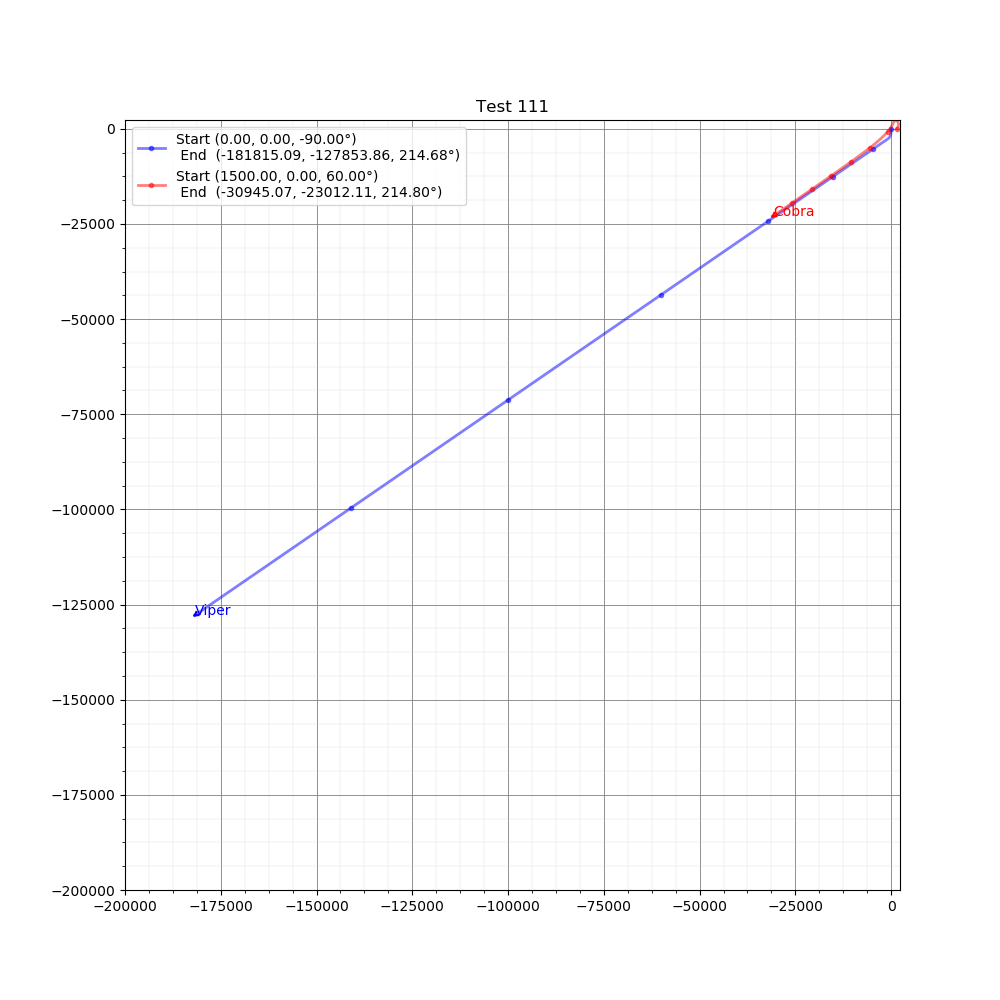 Test 111
Start (0.00, 0.00, -90.00°)
End (-181815.09, -127853.86, 214.68°)
Start (1500.00, 0.00, 60.00°)
End (-30945.07, -23012.11, 214.80°)
0
−25000
−50000
−75000
−100000
−125000
−150000
−175000
−200000
Cobra
Viper
−200000 −175000 −150000 −125000 −100000 −75000 −50000 −25000 0